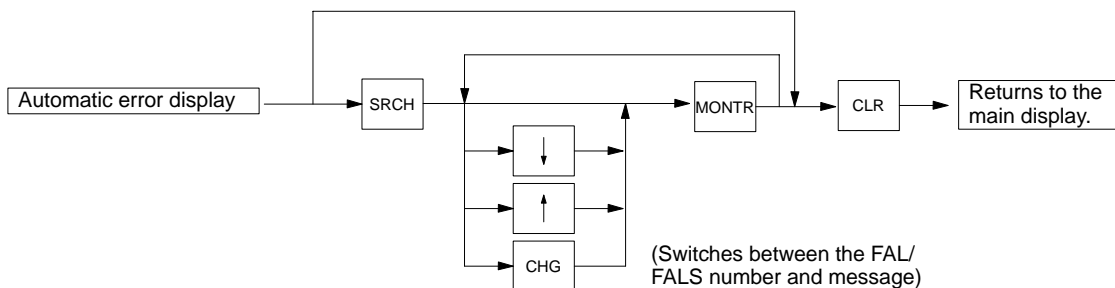 Automatic error display
SRCH
MONTR
CLR
Returns to the
main display.
CHG
(Switches between the FAL/
FALS number and message)